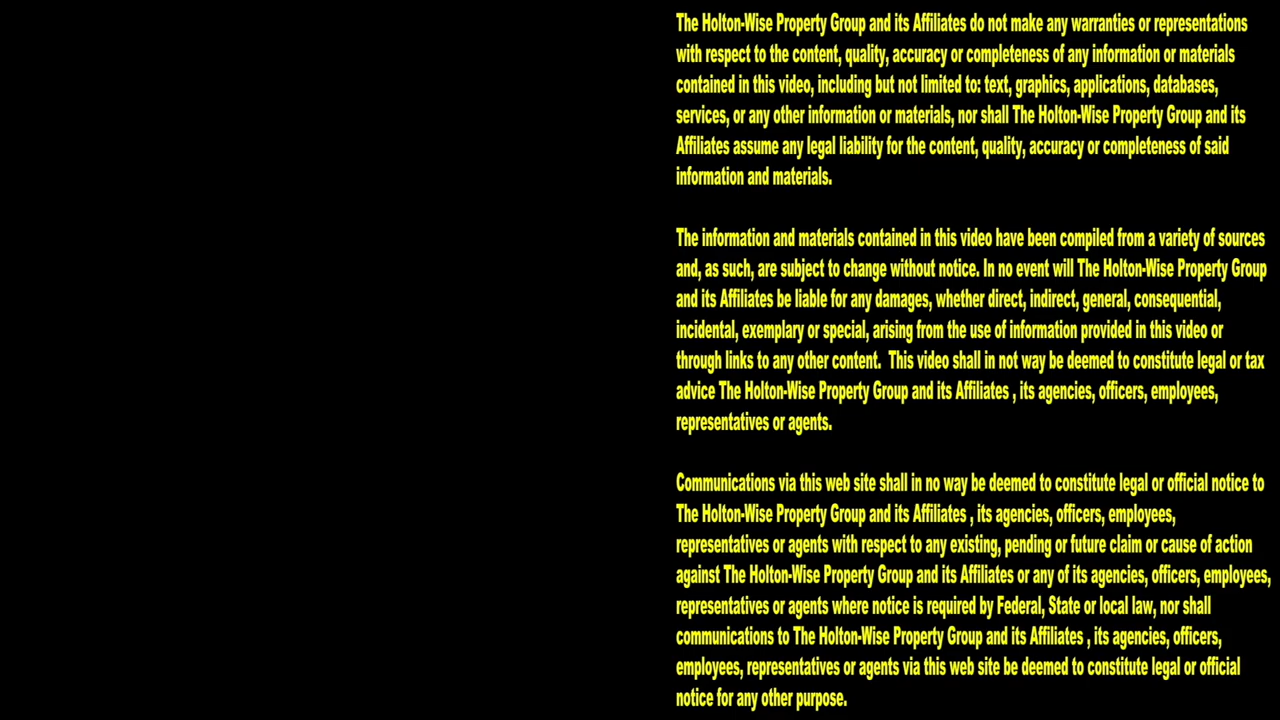 The Holton-Wise Property Group and its Affiliates do not make any warranties or representations
with respect to the content, quality, accuracy or completeness of any information or materials
contained in this video, including but not limited to: text, graphics, applications, databases,
services, or any other information or materials, nor shall The Holton-Wise Property Group and its
Affiliates assume any legal liability for the content, quality, accuracy or completeness of said
information and materials.
The information and materials contained in this video have been compiled from a variety of sources
and, as such, are subject to change without notice. In no event will The Holton-Wise Property Group
and its Affiliates be liable for any damages, whether direct, indirect, general, consequential,
incidental, exemplary or special, arising from the use of information provided in this video or
through links to any other content.  This video shall in not way be deemed to constitute legal or tax
advice The Holton-Wise Property Group and its Affiliates , its agencies, officers, employees,
representatives or agents.
Communications via this web site shall in no way be deemed to constitute legal or official notice to
The Holton-Wise Property Group and its Affiliates , its agencies, officers, employees,
representatives or agents with respect to any existing, pending or future claim or cause of action
against The Holton-Wise Property Group and its Affiliates or any of its agencies, officers, employees,
representatives or agents where notice is required by Federal, State or local law, nor shall
communications to The Holton-Wise Property Group and its Affiliates , its agencies, officers,
employees, representatives or agents via this web site be deemed to constitute legal or official
notice for any other purpose.